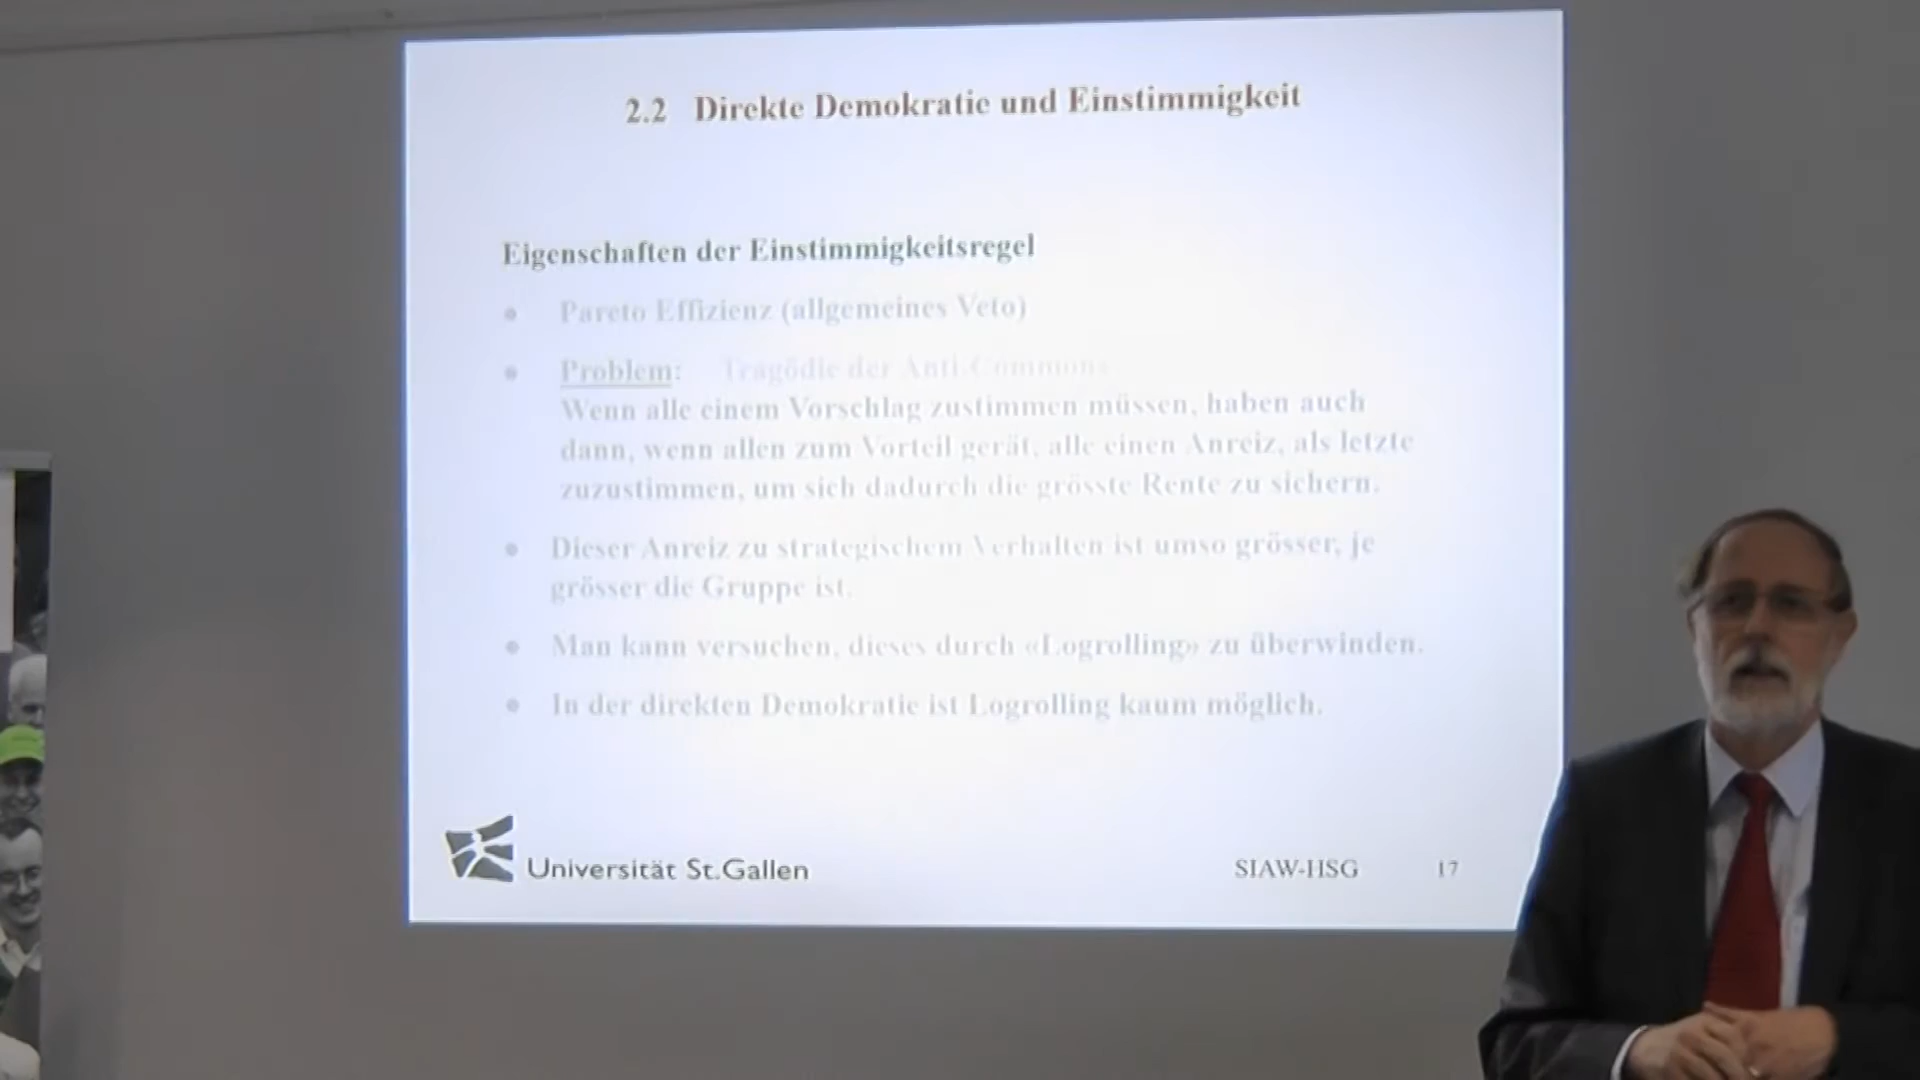 2.2 Direkte Demokratie und Einstimmigkeit
Eigenschaften der Einstimmigkeitsregel
• Pareto Effizienz (allgemeines Veto)
• Problem: Tragödie der Anti-Commons
Wenn alle einem Vorschlag zustimmen müssen, haben auch
dann, wenn allen zum Vorteil gerät, alle einen Anreiz, als letzte
zuzustimmen, um sich dadurch die grösste Rente zu sichern.
• Dieser Anreiz zu strategischem Verhalten ist umso grösser, je
grösser die Gruppe ist.
• Man kann versuchen, dieses durch «Logrolling» zu überwinden.
• In der direkten Demokratie ist Logrolling kaum möglich.
Universität St.Gallen
SIAW-HSG 17